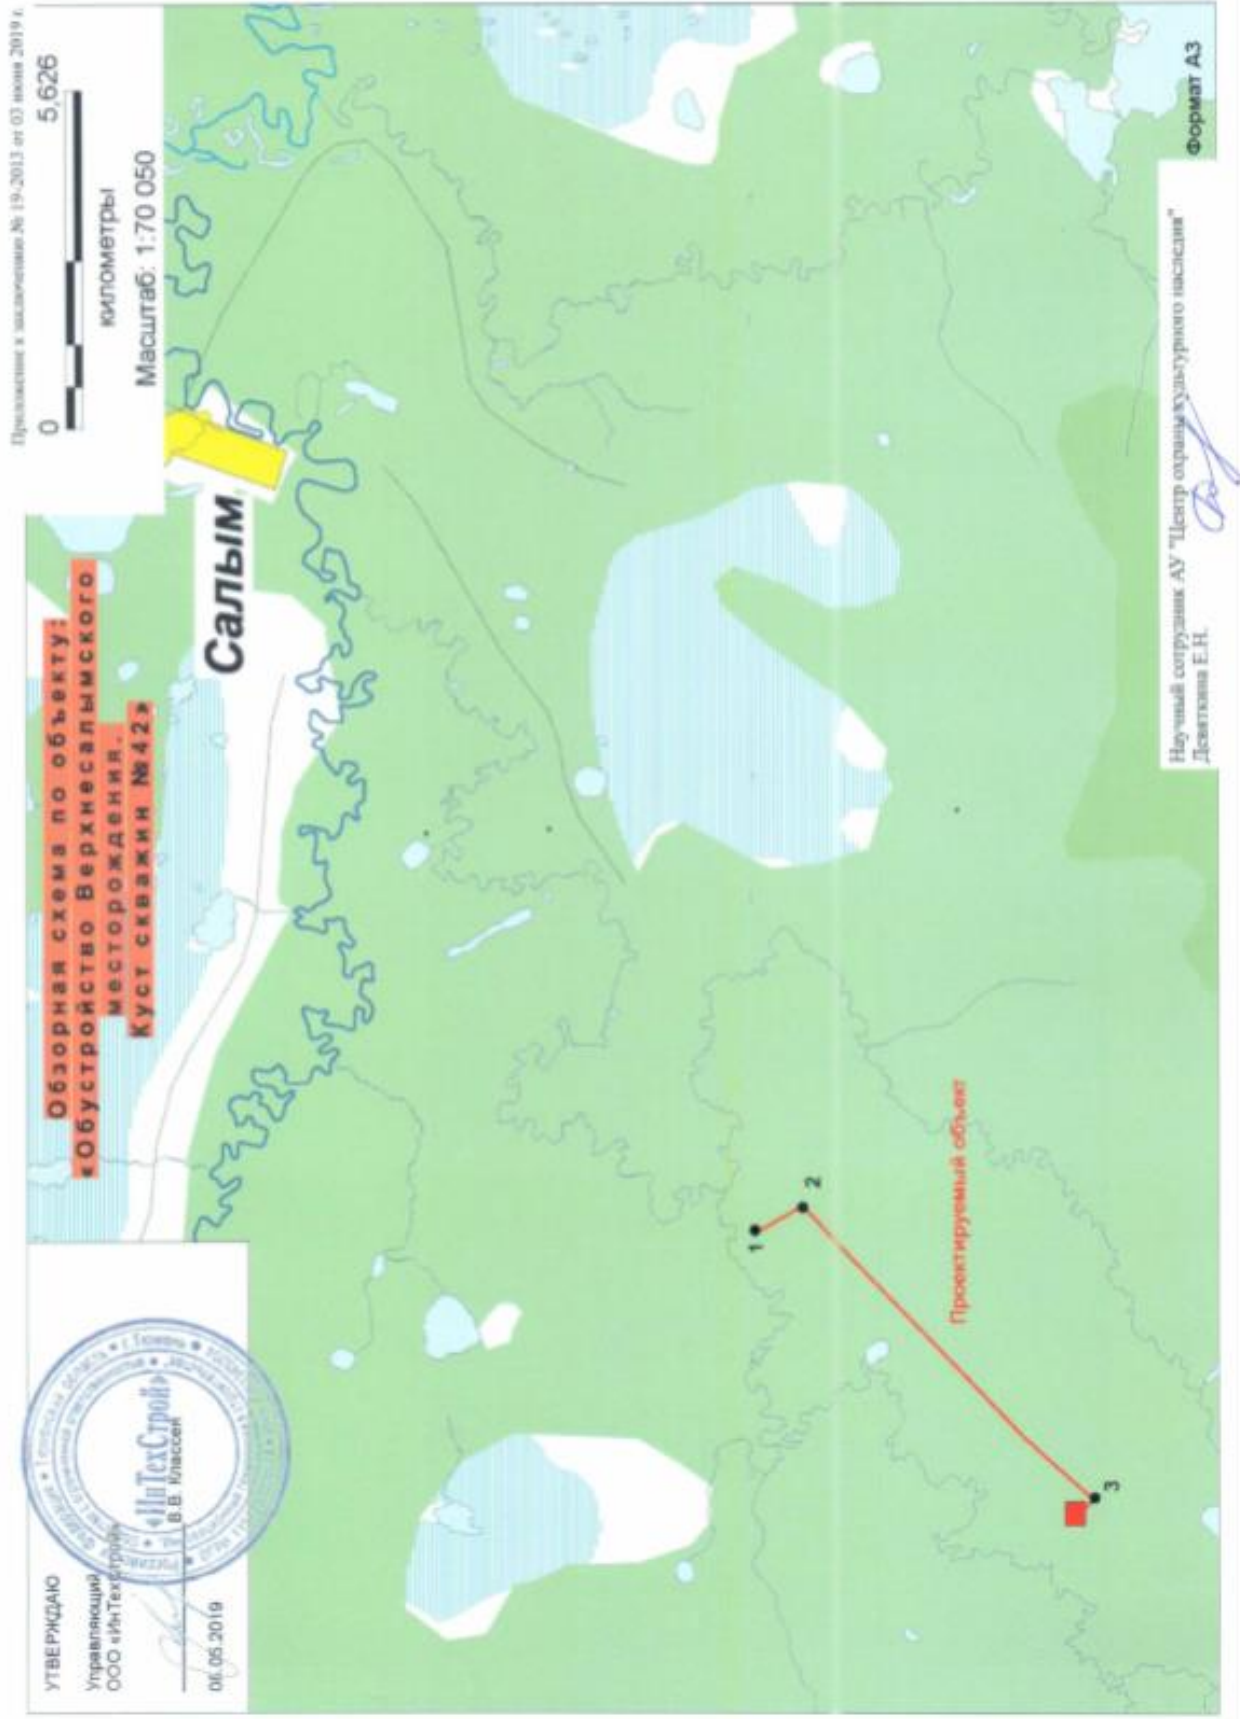 Приложение к заключению № 19-2013 от 03 июня 2019 г.
УТВЕРЖДАЮ
Управляющий
ООО «ИнТехСтрой»
В.В. Классен
06.05.2019
«ИнТехСтрой»
Обзорная схема по объекту:
«Обустройство Верхнесалымского
месторождения.
Куст скважин №42»
0 5,626
километры
Масштаб: 1:70 050
Салым
1
2
3
Проектируемый объект
Научный сотрудник АУ "Центр охраны культурного наследия"
Девяткина Е.Н.
Формат А3